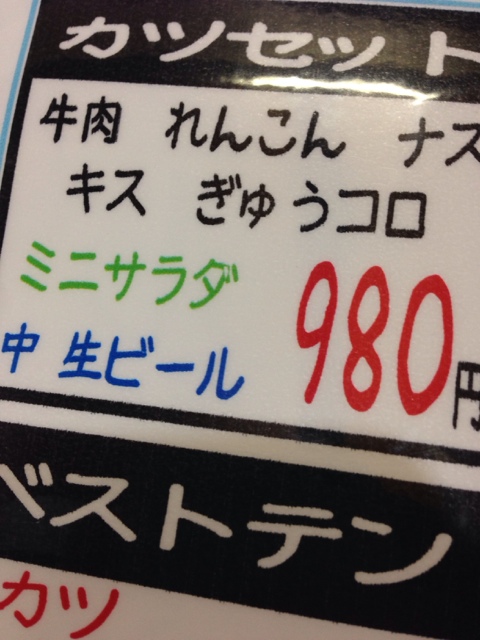 カツセット
牛肉 れんこん ナス
キス ぎゅうコロ
ミニサラダ 980円
中 生ビール
ベストテン
カツ